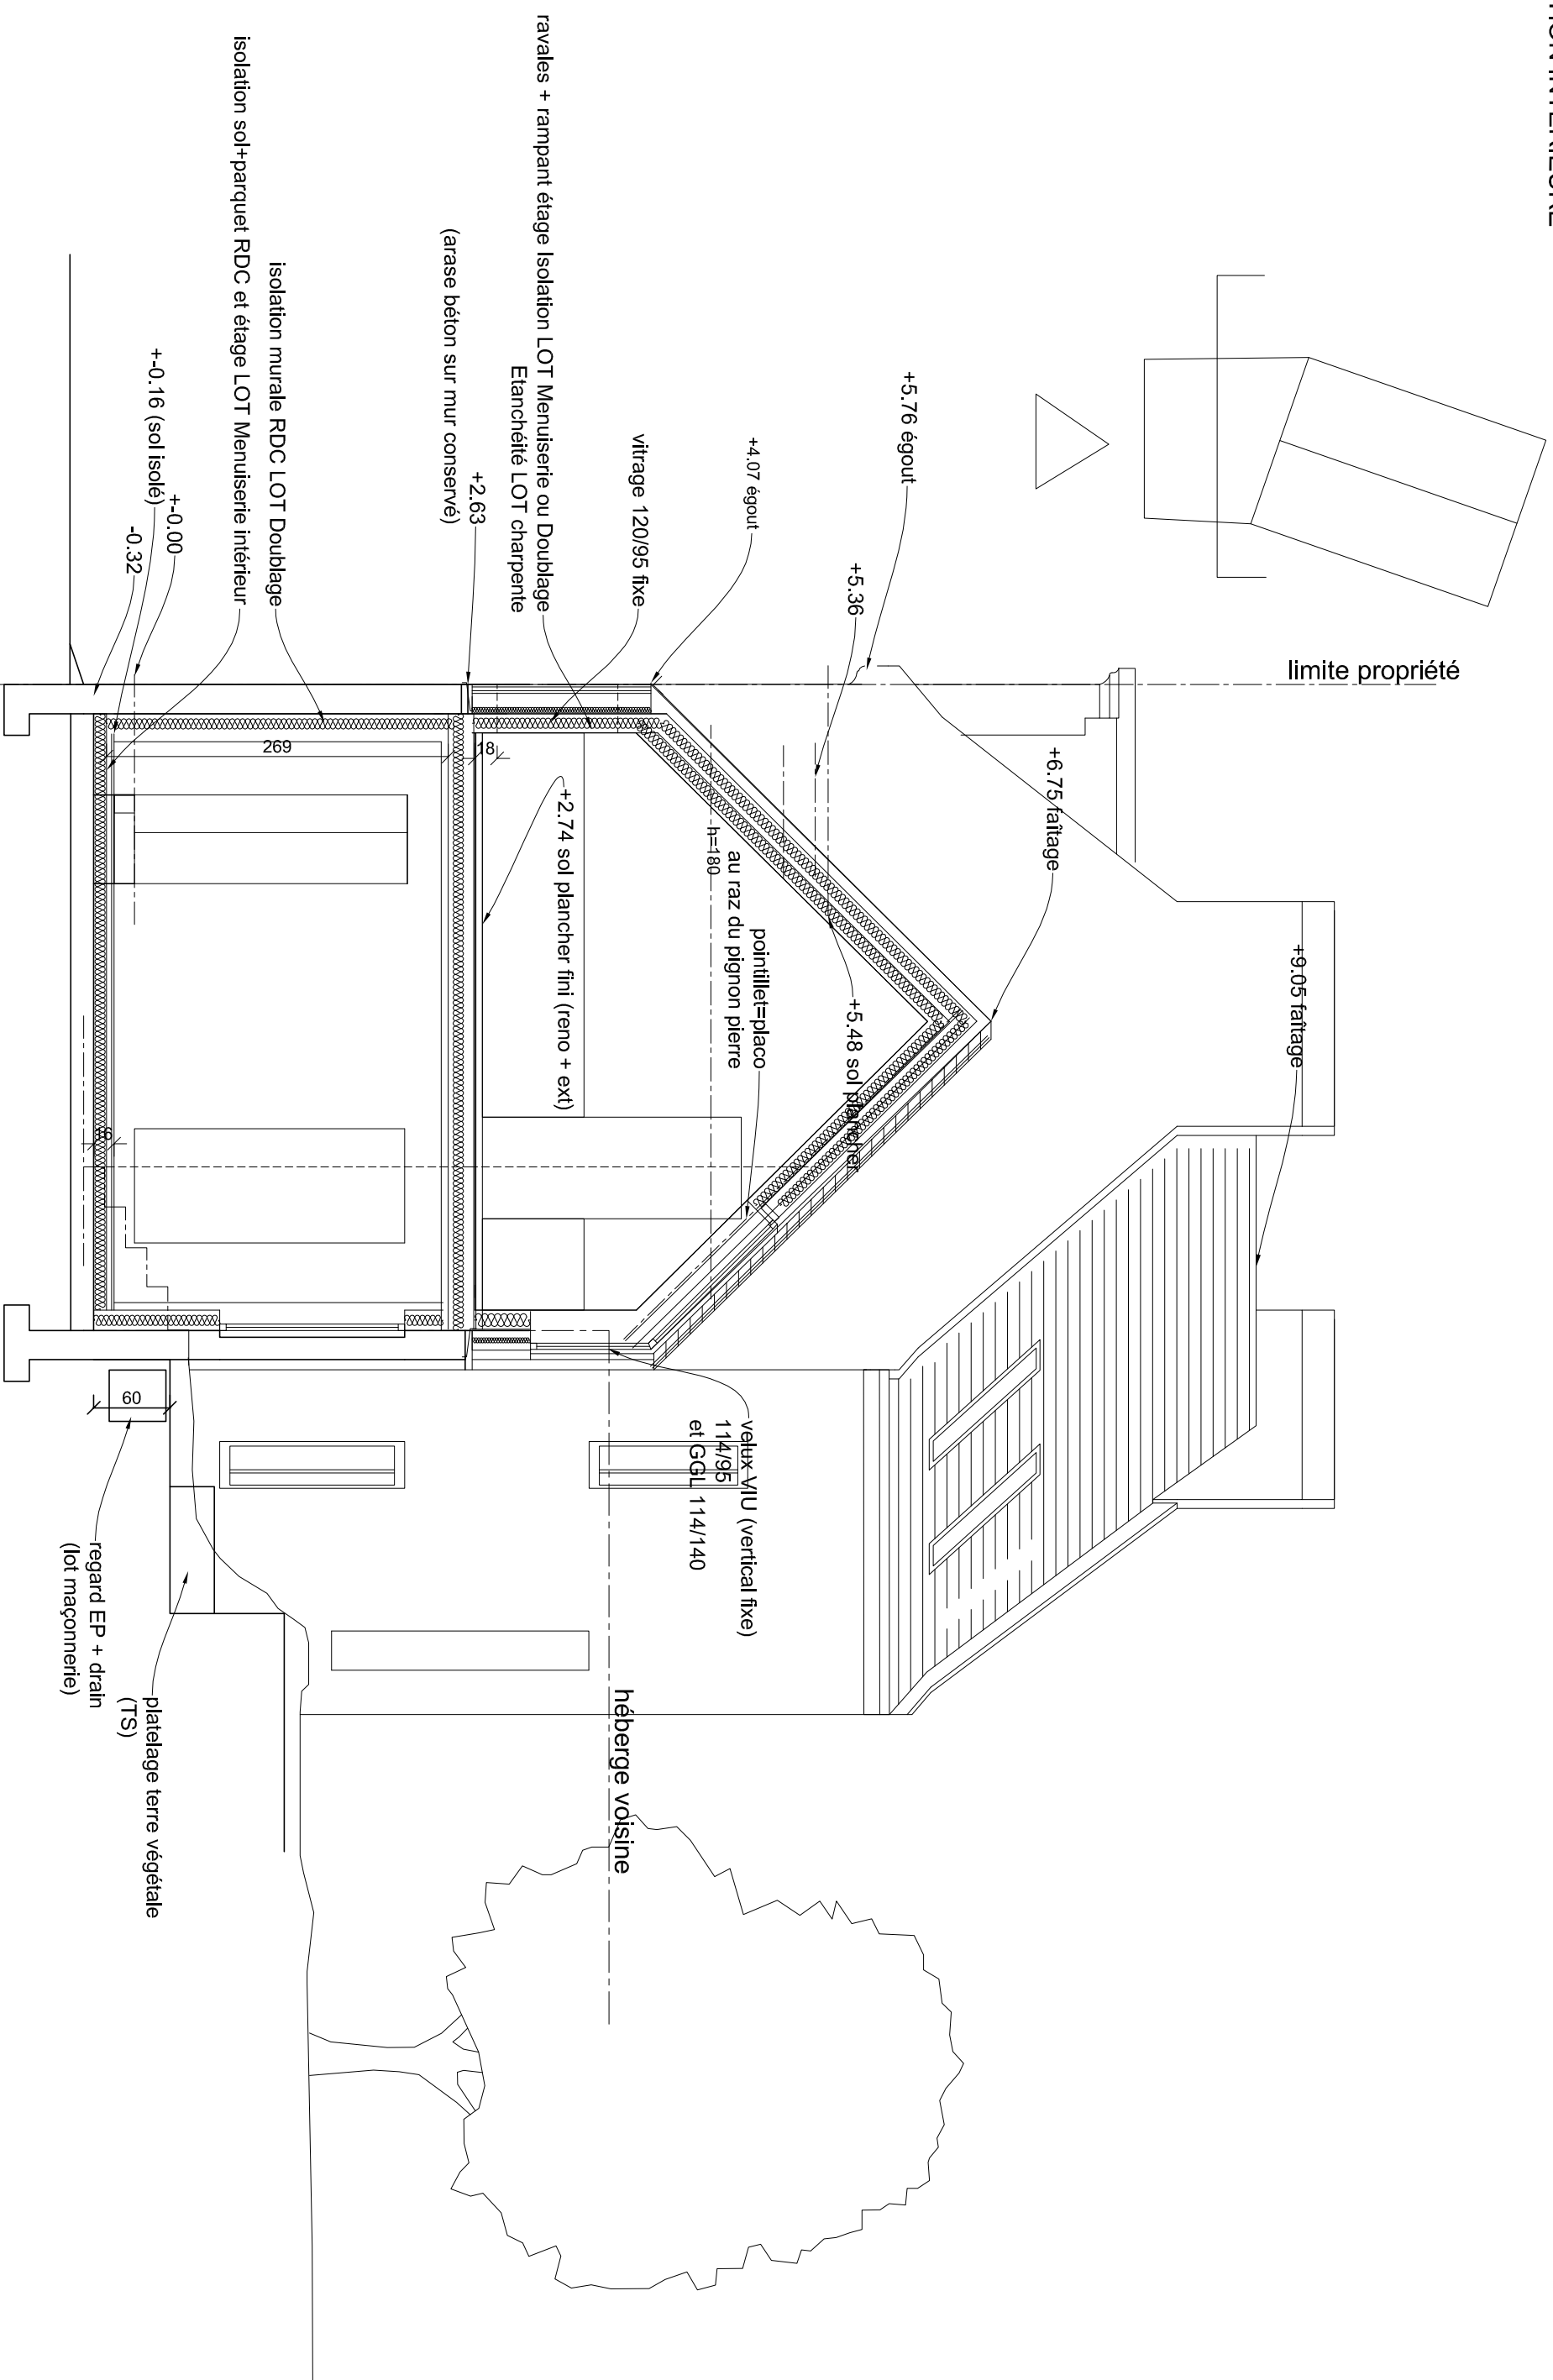 limite propriété
+9.05 faîtage
+6.75 faîtage
+5.76 égout
+5.36
+5.48 sol plancher
+4.07 égout
pointillet=placo
au raz du pignon pierre
h=180
velux VIU (vertical fixe)
114/95
et GGL 114/140
vitrage 120/95 fixe
ravales + rampant étage Isolation LOT Menuiserie ou Doublage
Etanchéité LOT charpente
héberge voisine
+2.74 sol plancher fini (reno + ext)
+2.63
(arase béton sur mur conservé)
18
269
isolation murale RDC LOT Doublage
isolation sol+parquet RDC et étage LOT Menuiserie intérieur
+-0.00
+-0.16 (sol isolé)
-0.32
16
60
platelage terre végétale
(TS)
regard EP + drain
(lot maçonnerie)